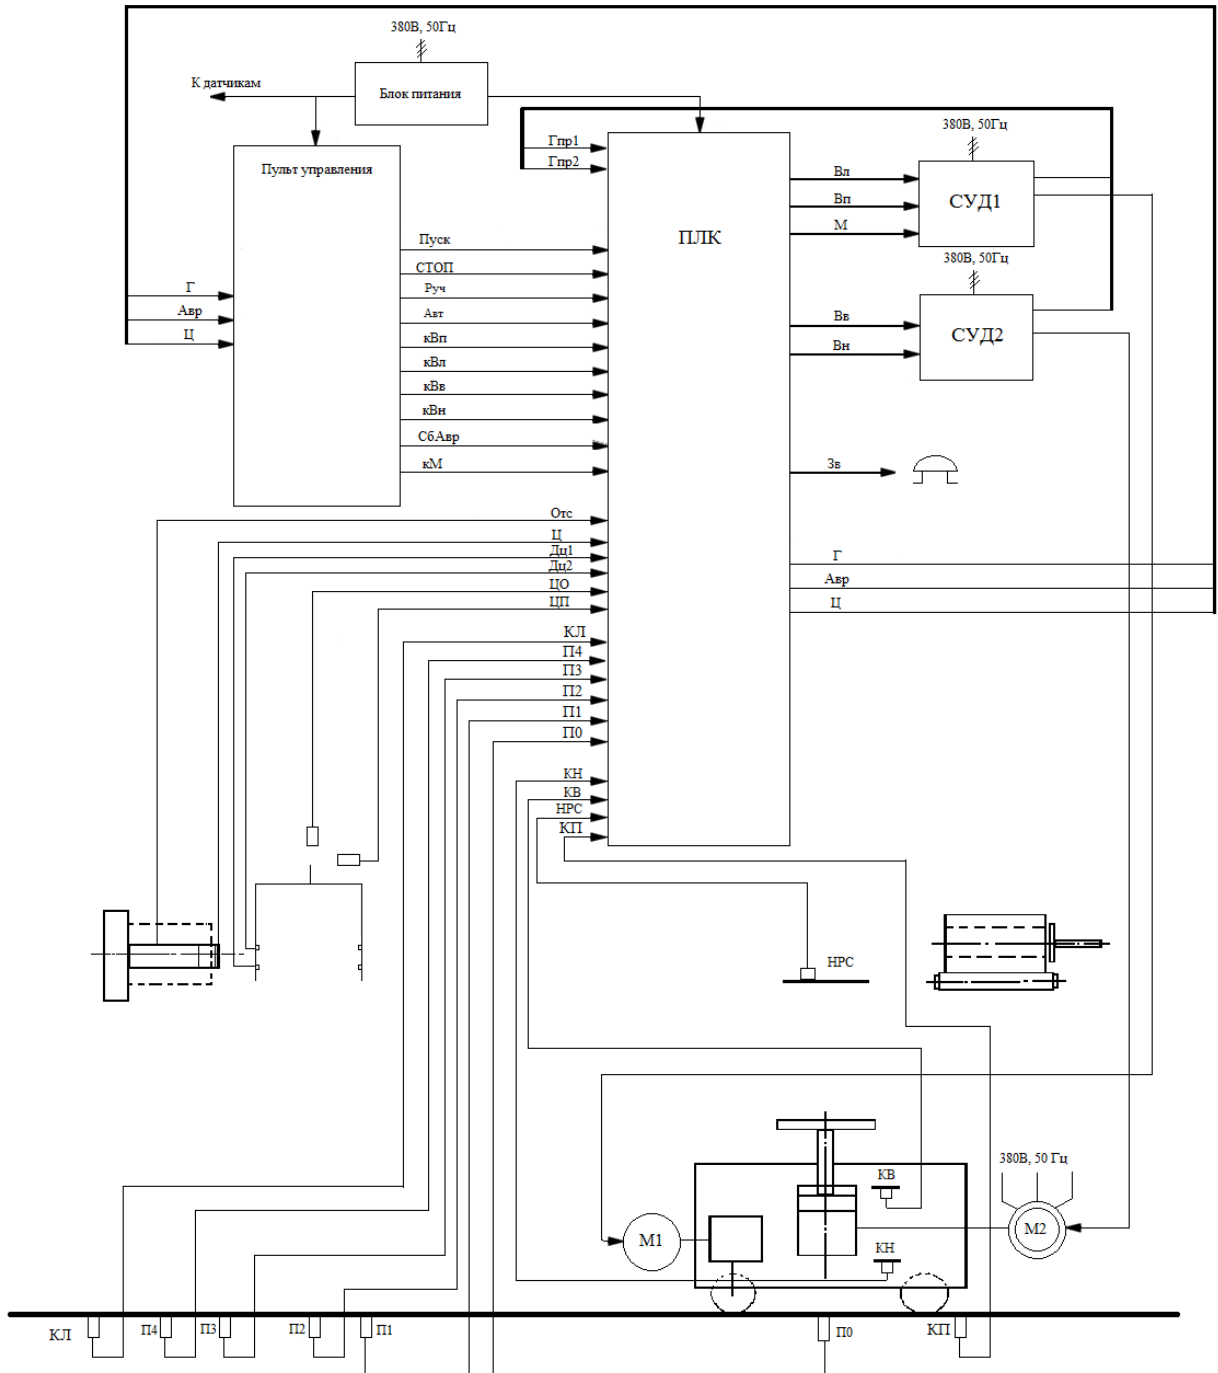 380В, 50Гц
К датчикам
Блок питания
380В, 50Гц
Гпр1
Гпр2
Пульт управления
Вл
Вп
М
СУД1
ПЛК
Пуск
СТОП
Руч
Авт
кВп
кВл
кВв
кВн
СбАвр
кМ
380В, 50Гц
Г
Авр
Ц
Вв
Вн
СУД2
Зв
Отс
Ц
Дц1
Дц2
ЦО
ЦП
Г
Авр
Ц
КЛ
П4
П3
П2
П1
П0
КН
КВ
НРС
КП
НРС
КВ
380В, 50 Гц
М1
М2
КН
КЛ
П4
П3
П2
П1
П0
КП